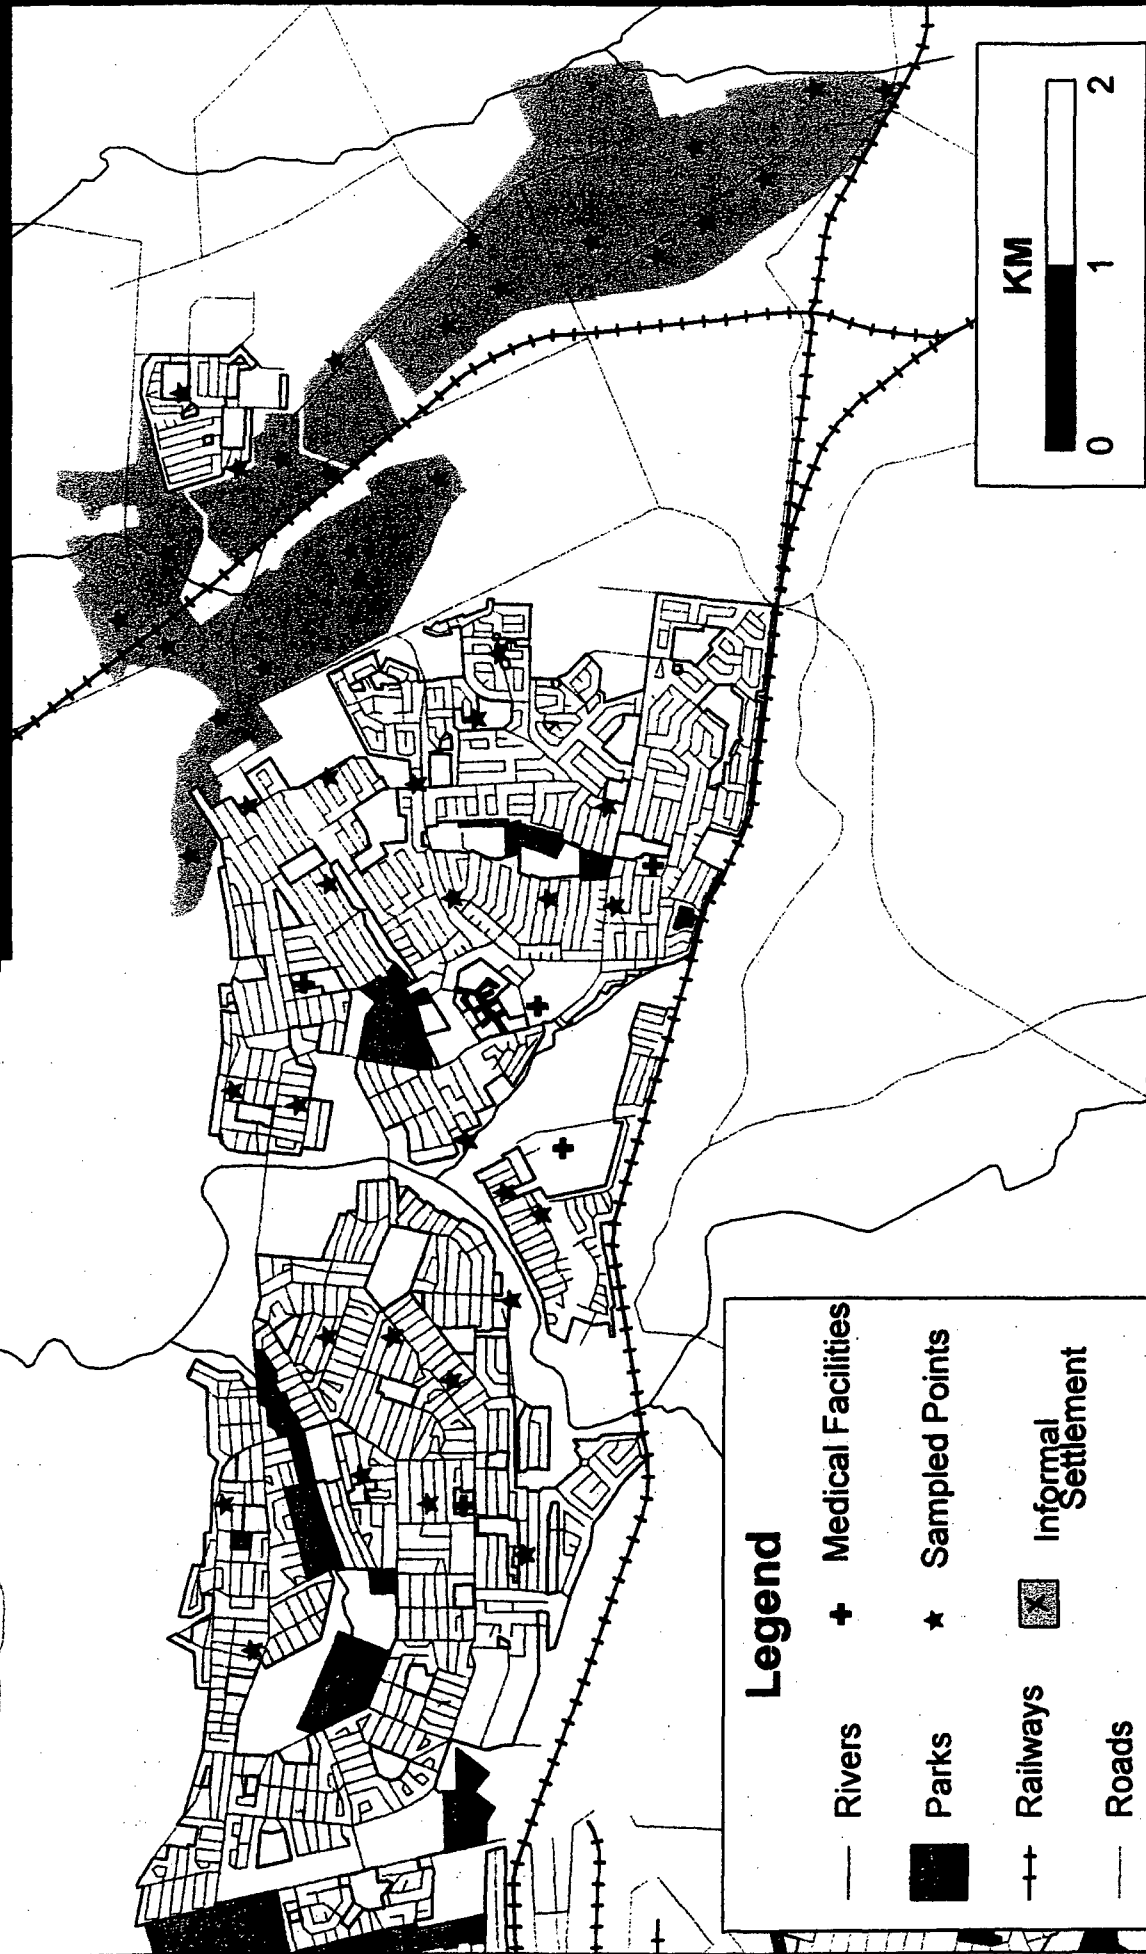 Legend
Rivers
Medical Facilities
Parks
Sampled Points
Railways
Informal
Settlement
Roads
KM
0 1 2